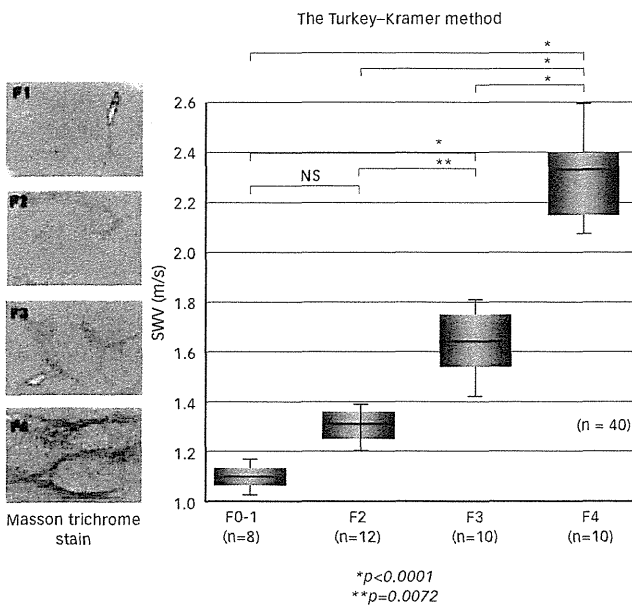 The Turkey–Kramer method
*
*
*
*
**
NS
F1
F2
F3
F4
Masson trichrome
stain
SWV (m/s)
2.6
2.4
2.2
2.0
1.8
1.6
1.4
1.2
1.0
(n = 40)
F0-1
(n=8)
F2
(n=12)
F3
(n=10)
F4
(n=10)
*p<0.0001
**p=0.0072